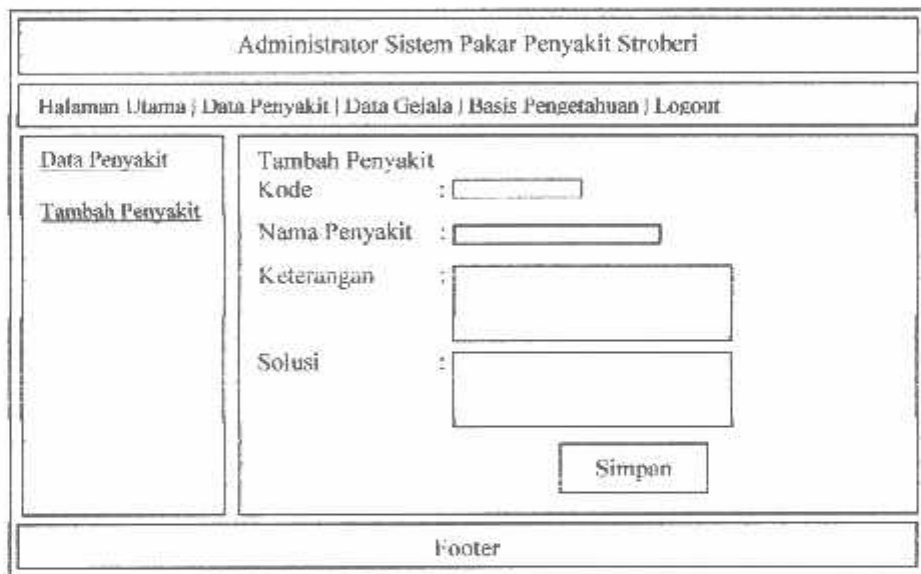 Administrator Sistem Pakar Penyakit Stroberi
Halaman Utama | Data Penyakit | Data Gejala | Basis Pengetahuan | Logout
Data Penyakit
Tambah Penyakit
Tambah Penyakit
Kode :
Nama Penyakit :
Keterangan :
Solusi :
Simpan
Footer